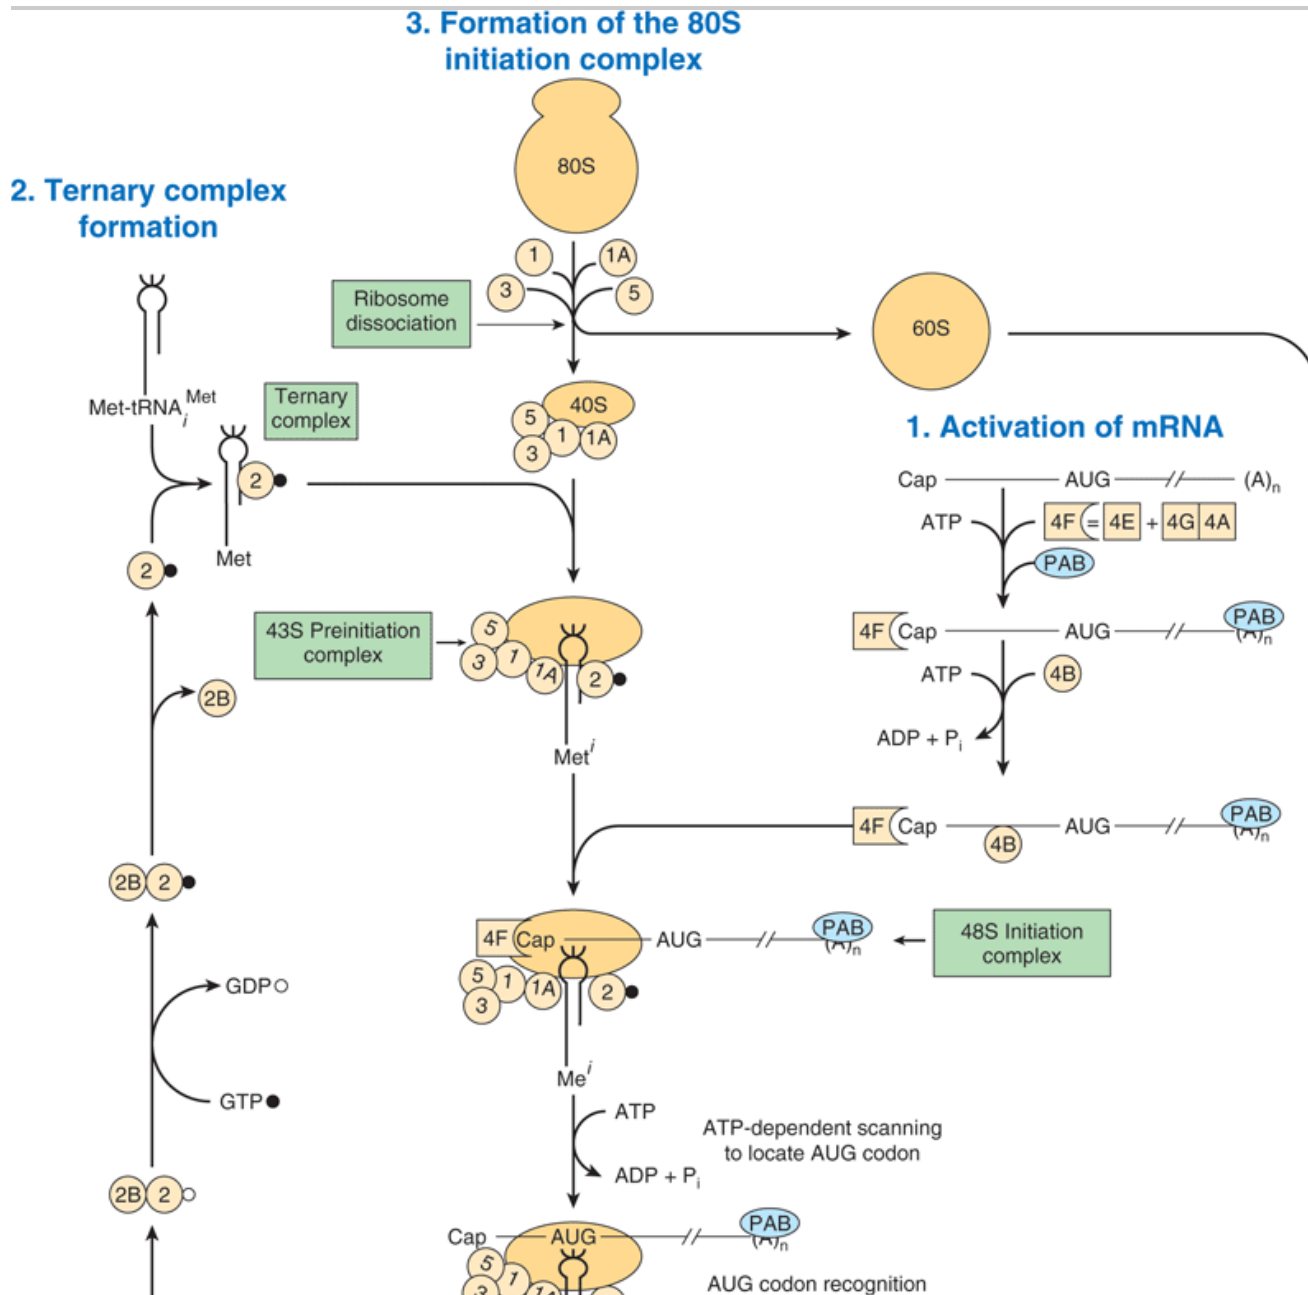 3. Formation of the 80S
initiation complex
80S
2. Ternary complex
formation
1
1A
3
5
Ribosome
dissociation
60S
Met-tRNAiMet
Ternary
complex
40S
5
1
1A
3
1. Activation of mRNA
Cap AUG (A)n
ATP
4F = 4E + 4G 4A
PAB
2
Met
2
43S Preinitiation
complex
5
3
1
1A
2
Meti
4F Cap AUG PAB (A)n
ATP
4B
ADP + Pi
2B
4F Cap AUG PAB (A)n
4B
2B 2
4F Cap AUG PAB (A)n
48S Initiation
complex
5
1
1A
3
2
Mei
GDP
GTP
ATP
ATP-dependent scanning
to locate AUG codon
ADP + Pi
2B 2
Cap AUG PAB (A)n
5
1
3
1A
AUG codon recognition